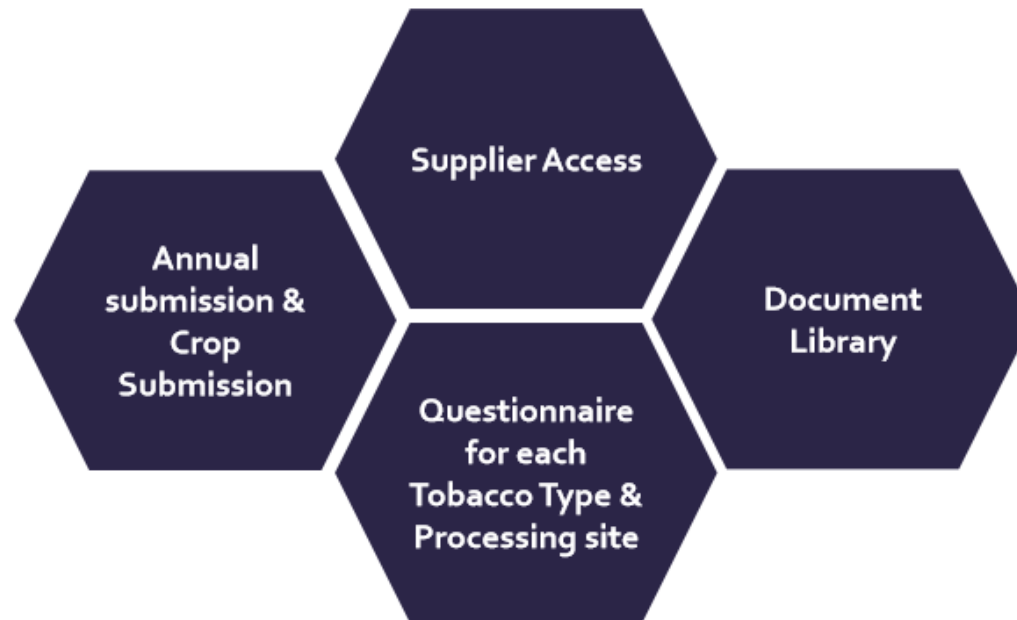 Supplier Access
Annual
submission &
Crop
Submission
Document
Library
Questionnaire
for each
Tobacco Type &
Processing site